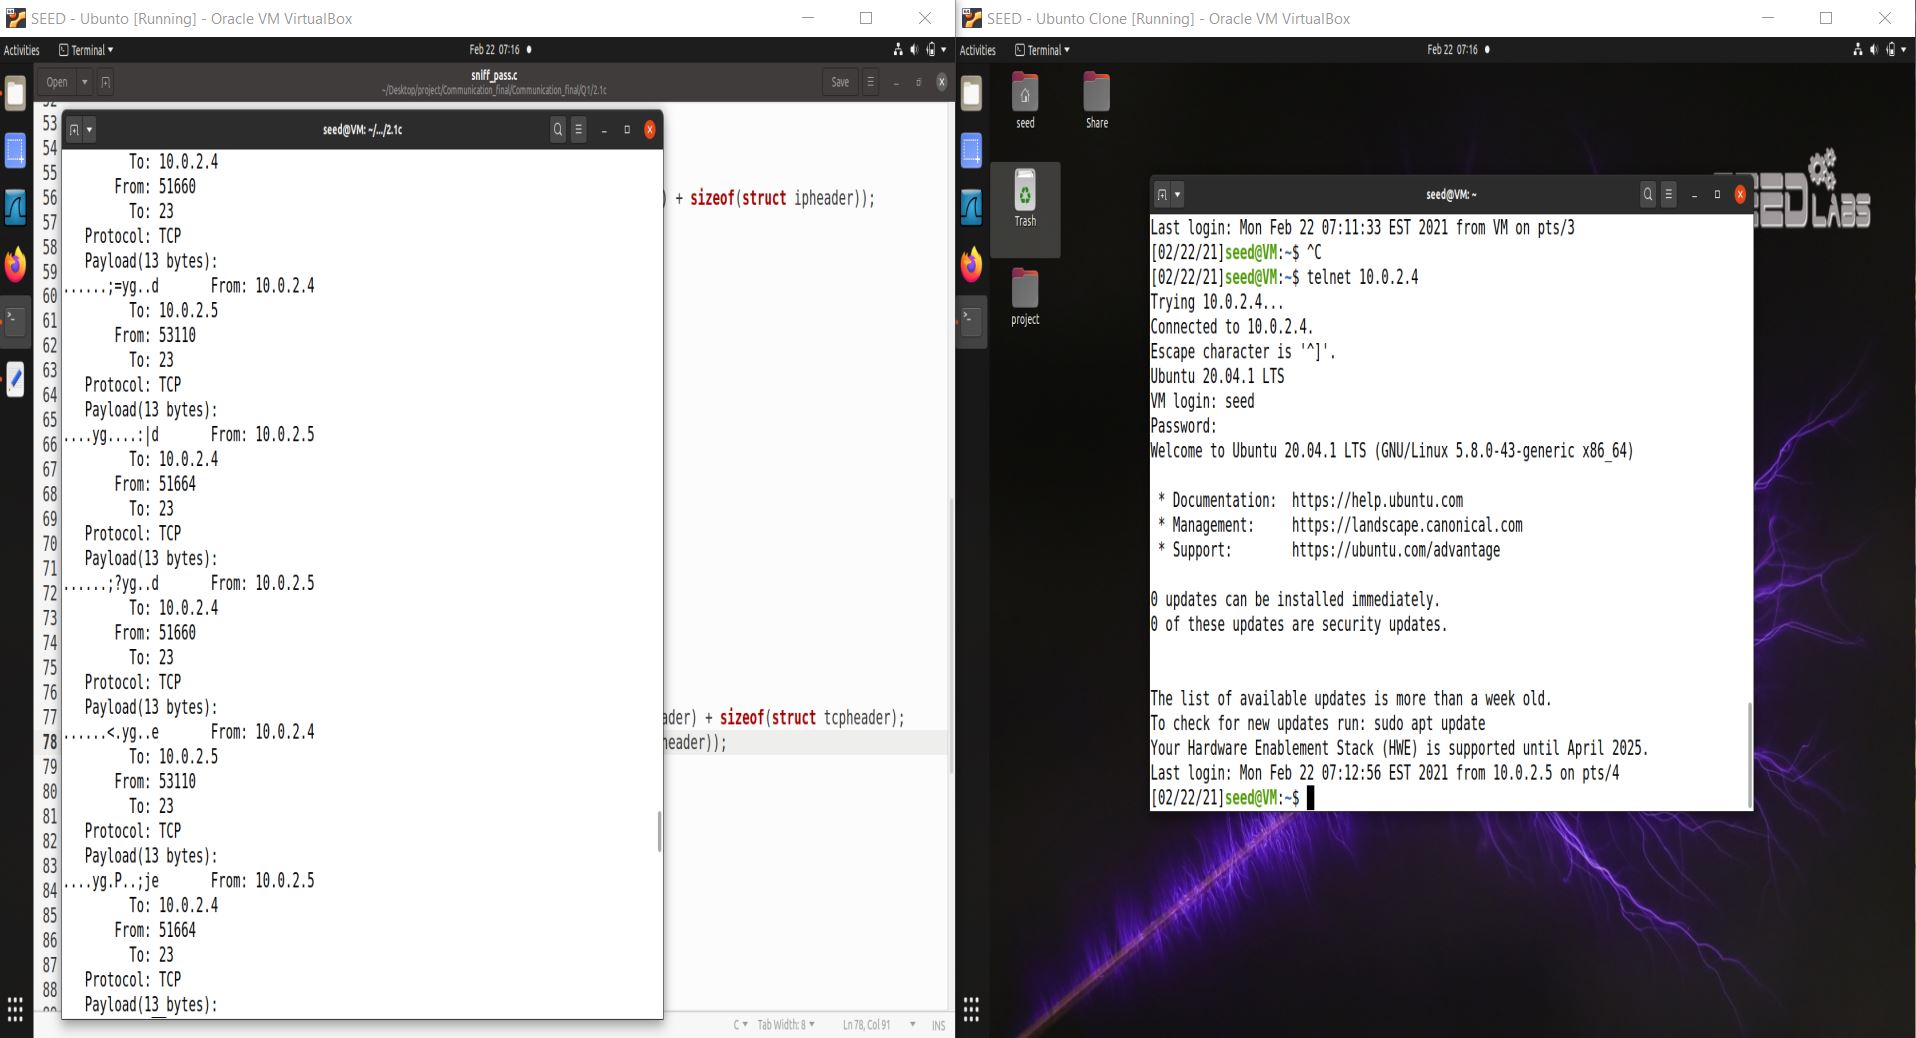 SEED - Ubunto [Running] - Oracle VM VirtualBox
Activities Terminal Feb 22 07:16
Open sniff_pass.c Save
~/Desktop/project/Communication_final/Communication_final/Q1/2.1c
53
54
55
56 ) + sizeof(struct ipheader));
57
58
59
60
61
62
63
64
65
66
67
68
69
70
71
72
73
74
75
76
77 ader) + sizeof(struct tcpheader);
78 header));
79
80
81
82
83
84
85
86
87
88
seed@VM: ~/.../2.1c
To: 10.0.2.4
From: 51660
To: 23
Protocol: TCP
Payload(13 bytes):
......;=yg..d From: 10.0.2.4
To: 10.0.2.5
From: 53110
To: 23
Protocol: TCP
Payload(13 bytes):
....yg....:|d From: 10.0.2.5
To: 10.0.2.4
From: 51664
To: 23
Protocol: TCP
Payload(13 bytes):
......;?yg..d From: 10.0.2.5
To: 10.0.2.4
From: 51660
To: 23
Protocol: TCP
Payload(13 bytes):
......<.yg..e From: 10.0.2.4
To: 10.0.2.5
From: 53110
To: 23
Protocol: TCP
Payload(13 bytes):
....yg.P..;je From: 10.0.2.5
To: 10.0.2.4
From: 51664
To: 23
Protocol: TCP
Payload(13 bytes):
C Tab Width: 8 Ln 78, Col 91 INS
SEED - Ubunto Clone [Running] - Oracle VM VirtualBox
Activities Terminal Feb 22 07:16
seed Share
Trash
project
LABS
seed@VM: ~
Last login: Mon Feb 22 07:11:33 EST 2021 from VM on pts/3
[02/22/21]seed@VM:~$ ^C
[02/22/21]seed@VM:~$ telnet 10.0.2.4
Trying 10.0.2.4...
Connected to 10.0.2.4.
Escape character is '^]'.
Ubuntu 20.04.1 LTS
VM login: seed
Password:
Welcome to Ubuntu 20.04.1 LTS (GNU/Linux 5.8.0-43-generic x86_64)
* Documentation: https://help.ubuntu.com
* Management: https://landscape.canonical.com
* Support: https://ubuntu.com/advantage
0 updates can be installed immediately.
0 of these updates are security updates.
The list of available updates is more than a week old.
To check for new updates run: sudo apt update
Your Hardware Enablement Stack (HWE) is supported until April 2025.
Last login: Mon Feb 22 07:12:56 EST 2021 from 10.0.2.5 on pts/4
[02/22/21]seed@VM:~$